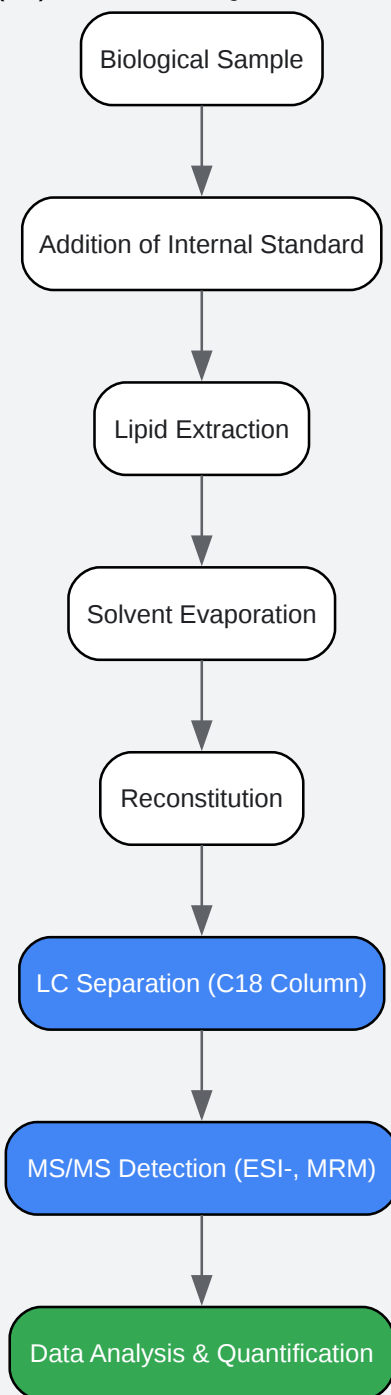 Biological Sample
Addition of Internal Standard
Lipid Extraction
Solvent Evaporation
Reconstitution
LC Separation (C18 Column)
MS/MS Detection (ESI-, MRM)
Data Analysis & Quantification